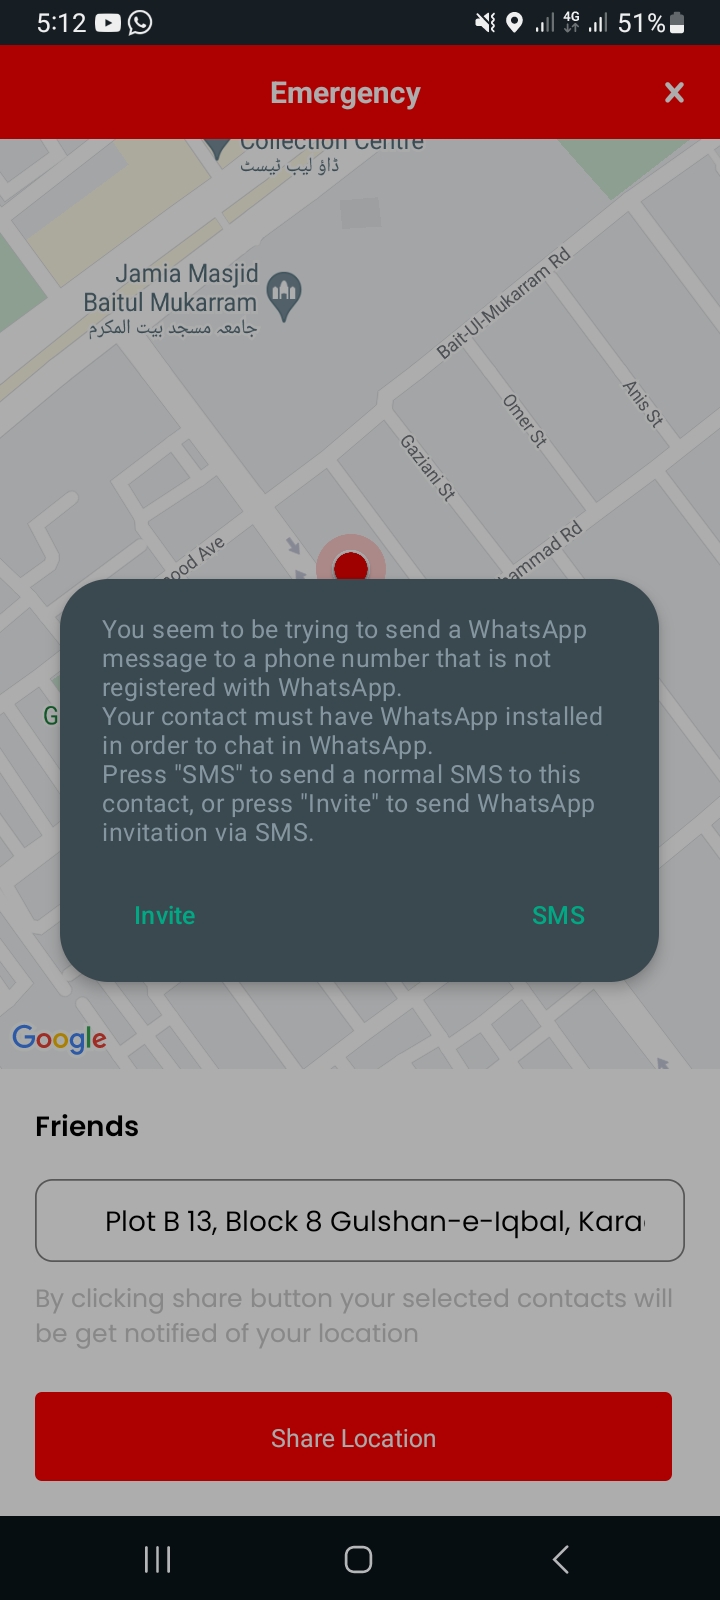 5:12
4G
51%
Emergency
Collection Centre
ڈاؤ لیب ٹیسٹ
Jamia Masjid
Baitul Mukarram
جامعہ مسجد بیت المکرم
Bait-Ul-Mukarram Rd
Anis St
Omer St
Gaziani St
Ave
Rd
You seem to be trying to send a WhatsApp
message to a phone number that is not
registered with WhatsApp.
Your contact must have WhatsApp installed
in order to chat in WhatsApp.
Press "SMS" to send a normal SMS to this
contact, or press "Invite" to send WhatsApp
invitation via SMS.
G
Invite
SMS
Google
Friends
Plot B 13, Block 8 Gulshan-e-Iqbal, Kara
By clicking share button your selected contacts will
be get notified of your location
Share Location